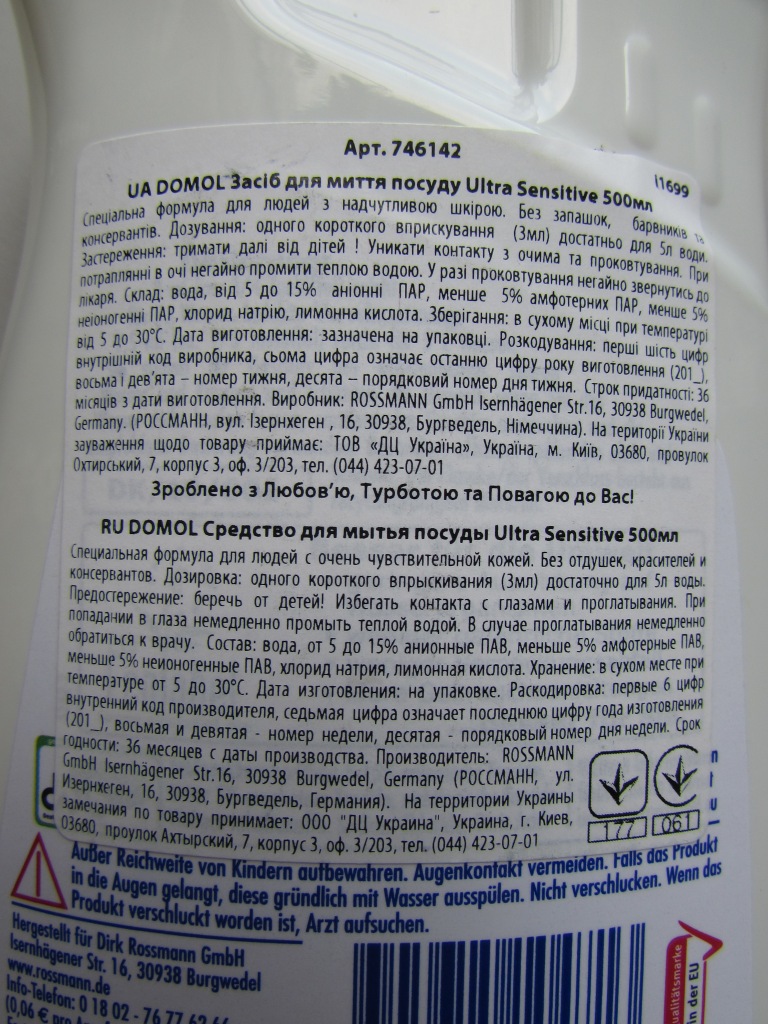 Арт. 746142
i1699
UA DOMOL Засіб для миття посуду Ultra Sensitive 500мл
Спеціальна формула для людей з надчутливою шкірою. Без запашок, барвників та
консервантів. Дозування: одного короткого вприскування (3мл) достатньо для 5л води.
Застереження: тримати далі від дітей ! Уникати контакту з очима та проковтування. При
потраплянні в очі негайно промити теплою водою. У разі проковтування негайно звернутись до
лікаря. Склад: вода, від 5 до 15% аніонні ПАР, менше 5% амфотерних ПАР, менше 5%
неіоногенні ПАР, хлорид натрію, лимонна кислота. Зберігання: в сухому місці при температурі
від 5 до 30°С. Дата виготовлення: зазначена на упаковці. Розкодування: перші шість цифр
внутрішній код виробника, сьома цифра означає останню цифру року виготовлення (201_),
восьма і дев’ята – номер тижня, десята – порядковий номер дня тижня. Строк придатності: 36
місяців з дати виготовлення. Виробник: ROSSMANN GmbH Isernhägener Str.16, 30938 Burgwedel,
Germany. (РОССМАНН, вул. Ізернхеген , 16, 30938, Бургведель, Німеччина). На території України
зауваження щодо товару приймає: ТОВ «ДЦ Україна», Україна, м. Київ, 03680, провулок
Охтирський, 7, корпус 3, оф. 3/203, тел. (044) 423-07-01
Зроблено з Любов’ю, Турботою та Повагою до Вас!
RU DOMOL Средство для мытья посуды Ultra Sensitive 500мл
Специальная формула для людей с очень чувствительной кожей. Без отдушек, красителей и
консервантов. Дозировка: одного короткого впрыскивания (3мл) достаточно для 5л воды.
Предостережение: беречь от детей! Избегать контакта с глазами и проглатывания. При
попадании в глаза немедленно промыть теплой водой. В случае проглатывания немедленно
обратиться к врачу. Состав: вода, от 5 до 15% анионные ПАВ, меньше 5% амфотерные ПАВ,
меньше 5% неионогенные ПАВ, хлорид натрия, лимонная кислота. Хранение: в сухом месте при
температуре от 5 до 30°С. Дата изготовления: на упаковке. Раскодировка: первые 6 цифр
внутренний код производителя, седьмая цифра означает последнюю цифру года изготовления
(201_), восьмая и девятая - номер недели, десятая - порядковый номер дня недели. Срок
годности: 36 месяцев с даты производства. Производитель: ROSSMANN
GmbH Isernhägener Str.16, 30938 Burgwedel, Germany (РОССМАНН, ул.
Изернхеген, 16, 30938, Бургведель, Германия). На территории Украины
замечания по товару принимает: ООО "ДЦ Украина", Украина, г. Киев,
03680, проулок Ахтырский, 7, корпус 3, оф. 3/203, тел. (044) 423-07-01
177 061
Außer Reichweite von Kindern aufbewahren. Augenkontakt vermeiden. Falls das Produkt
in die Augen gelangt, diese gründlich mit Wasser ausspülen. Nicht verschlucken. Wenn das
Produkt verschluckt worden ist, Arzt aufsuchen.
Hergestellt für Dirk Rossmann GmbH
Isernhägener Str. 16, 30938 Burgwedel
www.rossmann.de
Info-Telefon: 0 18 02 - 76 77 62 66
(0,06 € pro
ualitätsmarke
in der EU